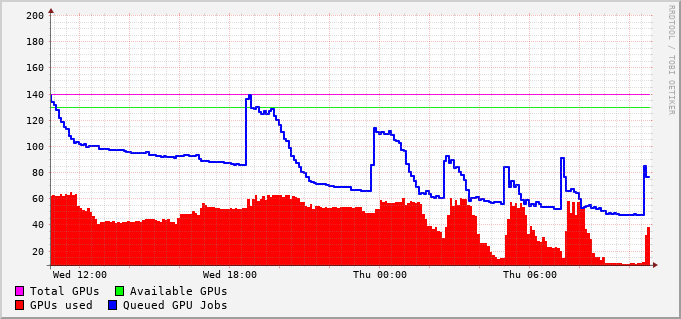 200
180
160
140
120
100
80
60
40
20
Wed 12:00 Wed 18:00 Thu 00:00 Thu 06:00
Total GPUs Available GPUs
GPUs used Queued GPU Jobs
RRDTOOL / TOBI OETIKER